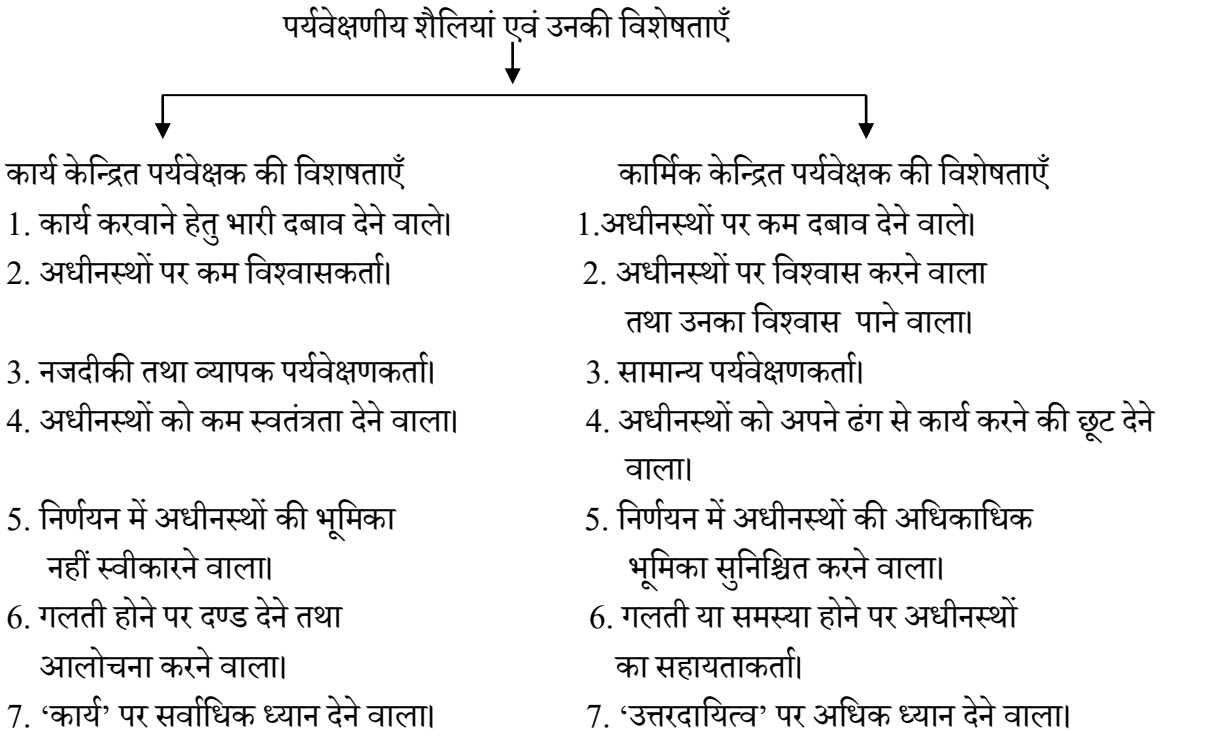 पर्यवेक्षणीय शैलियां एवं उनकी विशेषताएँ
कार्य केन्द्रित पर्यवेक्षक की विशषताएँ
1. कार्य करवाने हेतु भारी दबाव देने वाले।
2. अधीनस्थों पर कम विश्वासकर्ता।
3. नजदीकी तथा व्यापक पर्यवेक्षणकर्ता।
4. अधीनस्थों को कम स्वतंत्रता देने वाला।
5. निर्णयन में अधीनस्थों की भूमिका
नहीं स्वीकारने वाला।
6. गलती होने पर दण्ड देने तथा
आलोचना करने वाला।
7. ‘कार्य’ पर सर्वाधिक ध्यान देने वाला।
कार्मिक केन्द्रित पर्यवेक्षक की विशेषताएँ
1.अधीनस्थों पर कम दबाव देने वाले।
2. अधीनस्थों पर विश्वास करने वाला
तथा उनका विश्वास पाने वाला।
3. सामान्य पर्यवेक्षणकर्ता।
4. अधीनस्थों को अपने ढंग से कार्य करने की छूट देने
वाला।
5. निर्णयन में अधीनस्थों की अधिकाधिक
भूमिका सुनिश्चित करने वाला।
6. गलती या समस्या होने पर अधीनस्थों
का सहायताकर्ता।
7. ‘उत्तरदायित्व’ पर अधिक ध्यान देने वाला।